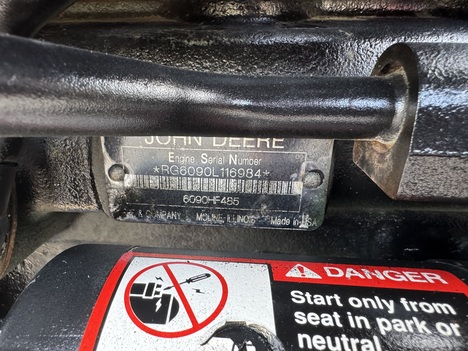 JOHN DEERE
Engine Serial Number
*RG6090L116984*
6090HF485
& COMPANY MOLINE, ILLINOIS Made in USA
DANGER
Start only from
seat in park or
neutral